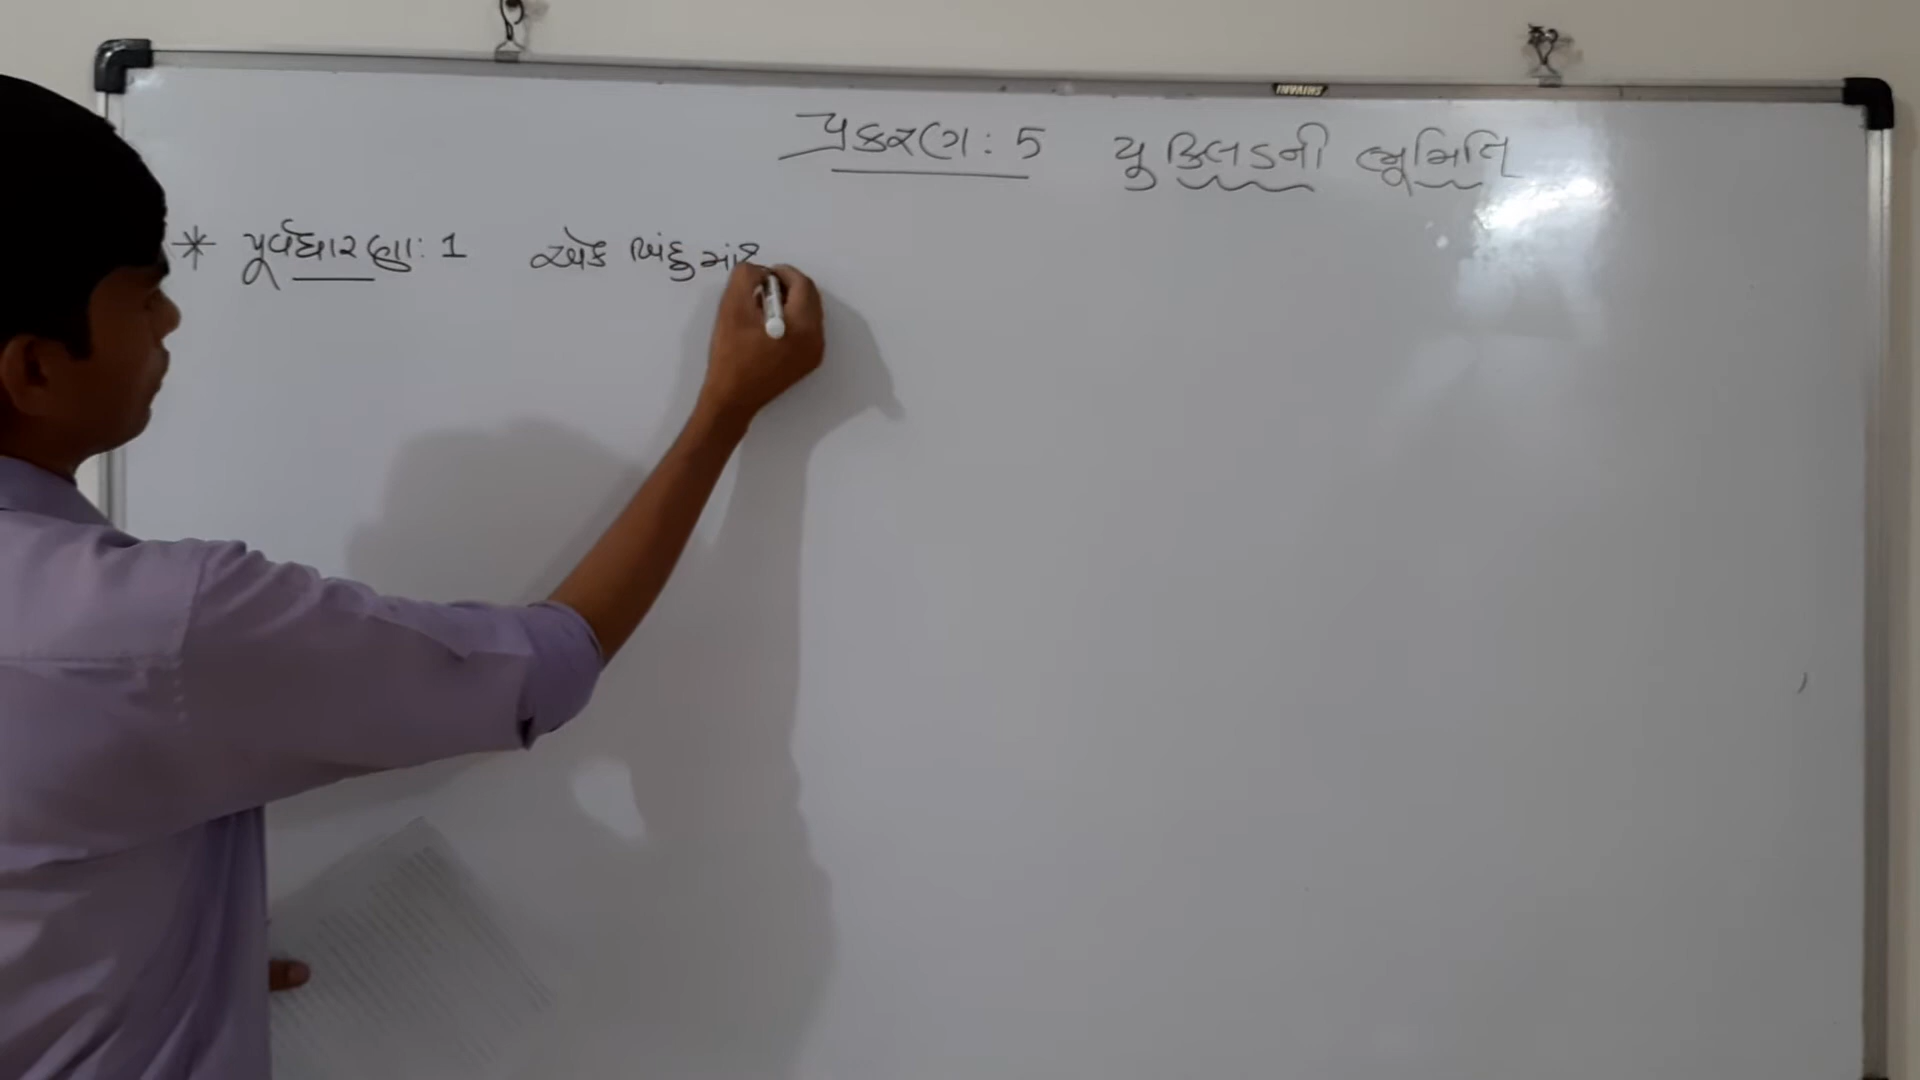 પ્રકરણ : 5 યુક્લિડની ભૂમિતિ
* પૂર્વધારણા : 1 એક બિંદુમાંથી